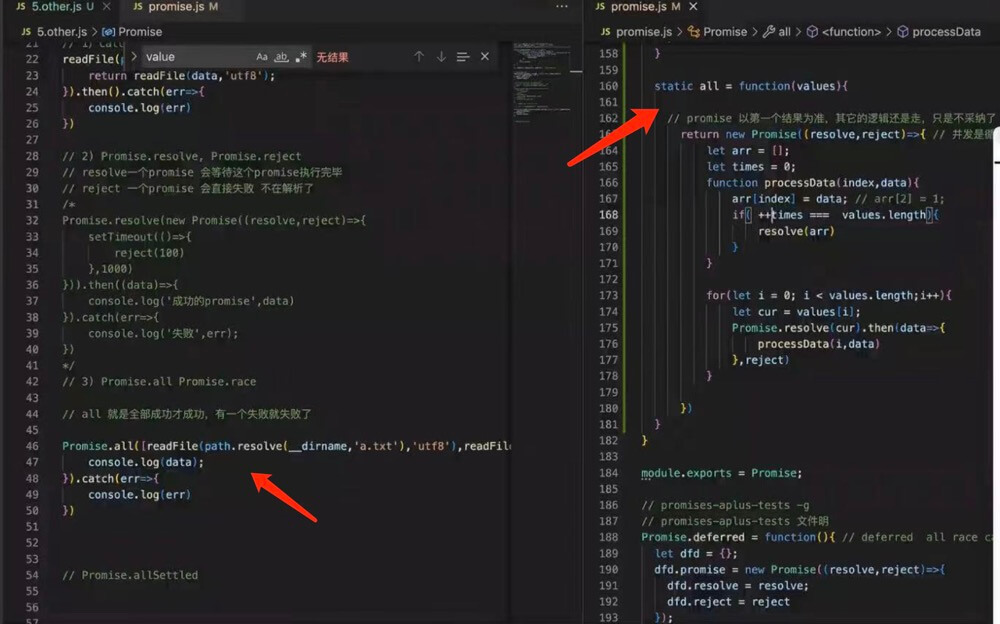 JS 5.other.js U ×
JS promise.js M
···
JS 5.other.js > Promise
value
Aa ab .* 无结果
22 readFile(
23 return readFile(data,'utf8');
24 }).then().catch(err=>{
25 console.log(err)
26 })
27
28 // 2) Promise.resolve, Promise.reject
29 // resolve一个promise 会等待这个promise执行完毕
30 // reject 一个promise 会直接失败 不在解析了
31 /*
32 Promise.resolve(new Promise((resolve,reject)=>{
33 setTimeout(()=>{
34 reject(100)
35 },1000)
36 })).then((data)=>{
37 console.log('成功的promise',data)
38 }).catch(err=>{
39 console.log('失败',err);
40 })
41 */
42 // 3) Promise.all Promise.race
43
44 // all 就是全部成功才成功，有一个失败就失败了
45
46 Promise.all([readFile(path.resolve(__dirname,'a.txt'),'utf8'),readFil
47 console.log(data);
48 }).catch(err=>{
49 console.log(err)
50 })
51
52
53
54 // Promise.allSettled
55
56
57
JS promise.js M ×
JS promise.js > Promise > all > <function> > processData
158 }
159
160 static all = function(values){
161
162 // promise 以第一个结果为准，其它的逻辑还是走，只是不采纳了
return new Promise((resolve,reject)=>{ // 并发是循
164 let arr = [];
165 let times = 0;
166 function processData(index,data){
167 arr[index] = data; // arr[2] = 1;
168 if( ++times === values.length){
169 resolve(arr)
170 }
171 }
172
173 for(let i = 0; i < values.length;i++){
174 let cur = values[i];
175 Promise.resolve(cur).then(data=>{
176 processData(i,data)
177 },reject)
178 }
179
180 })
181 }
182 }
183
184 module.exports = Promise;
185
186 // promises-aplus-tests -g
187 // promises-aplus-tests 文件明
188 Promise.deferred = function(){ // deferred all race ca
189 let dfd = {};
190 dfd.promise = new Promise((resolve,reject)=>{
191 dfd.resolve = resolve;
192 dfd.reject = reject
193 });